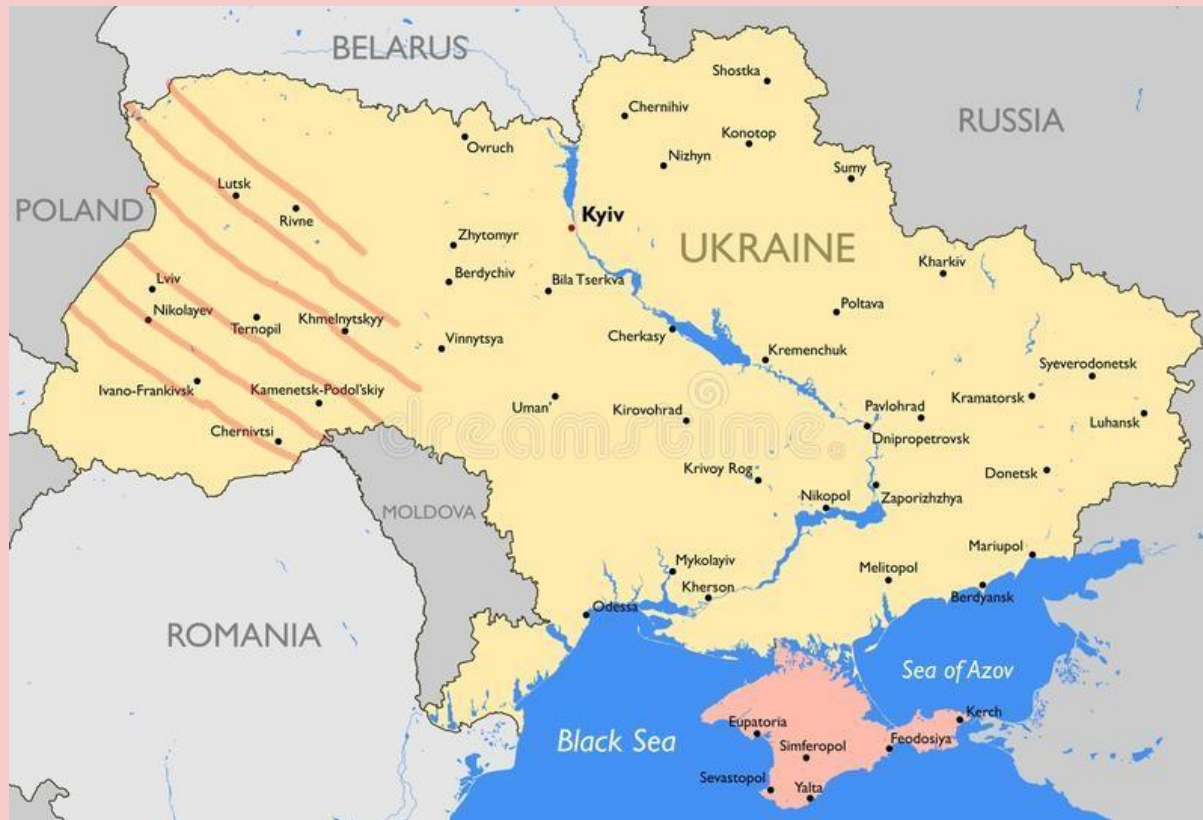 BELARUS
Shostka
Chernihiv
RUSSIA
Konotop
Ovruch
Nizhyn
Sumy
Lutsk
POLAND
Rivne
Kyiv
Zhytomyr
UKRAINE
Kharkiv
Lviv
Berdychiv
Bila Tserkva
Nikolayev
Ternopil
Khmelnytskyy
Poltava
Cherkasy
Vinnytsya
Kremenchuk
Syeverodonetsk
Ivano-Frankivsk
Kamenetsk-Podol'skiy
Uman'
Kirovohrad
Pavlohrad
Kramatorsk
Luhansk
dreamstime.
Chernivtsi
Dnipropetrovsk
Krivoy Rog
Donetsk
Nikopol
Zaporizhzhya
MOLDOVA
Mariupol
Mykolayiv
Melitopol
Kherson
Berdyansk
Odessa
ROMANIA
Sea of Azov
Kerch
Eupatoria
Black Sea
Simferopol
Feodosiya
Sevastopol
Yalta